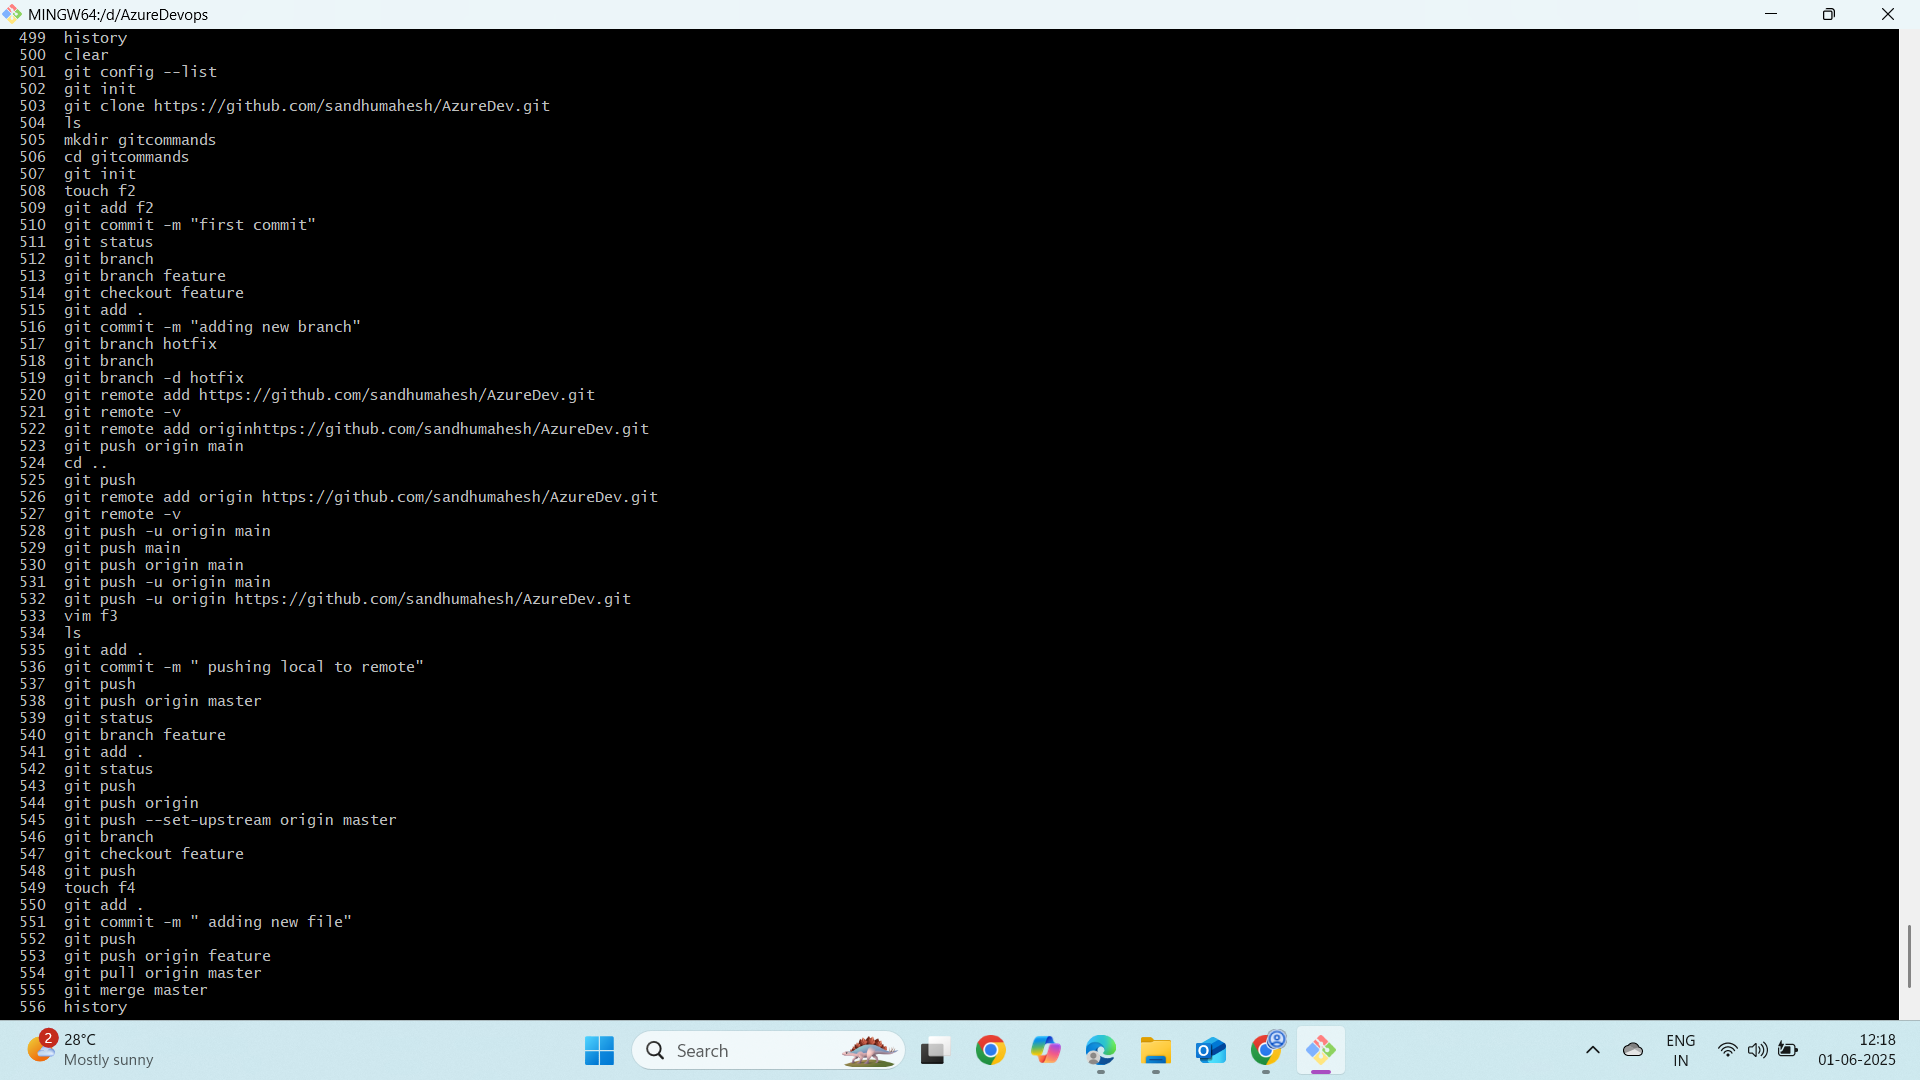 MINGW64:/d/AzureDevops
499 history
500 clear
501 git config --list
502 git init
503 git clone https://github.com/sandhumahesh/AzureDev.git
504 ls
505 mkdir gitcommands
506 cd gitcommands
507 git init
508 touch f2
509 git add f2
510 git commit -m "first commit"
511 git status
512 git branch
513 git branch feature
514 git checkout feature
515 git add .
516 git commit -m "adding new branch"
517 git branch hotfix
518 git branch
519 git branch -d hotfix
520 git remote add https://github.com/sandhumahesh/AzureDev.git
521 git remote -v
522 git remote add originhttps://github.com/sandhumahesh/AzureDev.git
523 git push origin main
524 cd ..
525 git push
526 git remote add origin https://github.com/sandhumahesh/AzureDev.git
527 git remote -v
528 git push -u origin main
529 git push main
530 git push origin main
531 git push -u origin main
532 git push -u origin https://github.com/sandhumahesh/AzureDev.git
533 vim f3
534 ls
535 git add .
536 git commit -m " pushing local to remote"
537 git push
538 git push origin master
539 git status
540 git branch feature
541 git add .
542 git status
543 git push
544 git push origin
545 git push --set-upstream origin master
546 git branch
547 git checkout feature
548 git push
549 touch f4
550 git add .
551 git commit -m " adding new file"
552 git push
553 git push origin feature
554 git pull origin master
555 git merge master
556 history
2
28°C
Mostly sunny
Search
ENG
IN
12:18
01-06-2025